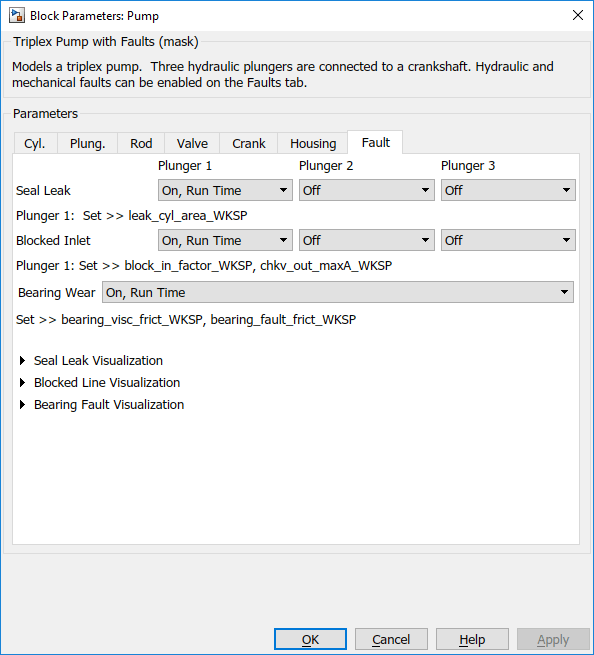 Block Parameters: Pump
Triplex Pump with Faults (mask)
Models a triplex pump. Three hydraulic plungers are connected to a crankshaft. Hydraulic and
mechanical faults can be enabled on the Faults tab.
Parameters
Cyl. Plung. Rod Valve Crank Housing Fault
Plunger 1 Plunger 2 Plunger 3
Seal Leak On, Run Time Off Off
Plunger 1: Set >> leak_cyl_area_WKSP
Blocked Inlet On, Run Time Off Off
Plunger 1: Set >> block_in_factor_WKSP, chkv_out_maxA_WKSP
Bearing Wear On, Run Time
Set >> bearing_visc_frict_WKSP, bearing_fault_frict_WKSP
Seal Leak Visualization
Blocked Line Visualization
Bearing Fault Visualization
OK Cancel Help Apply